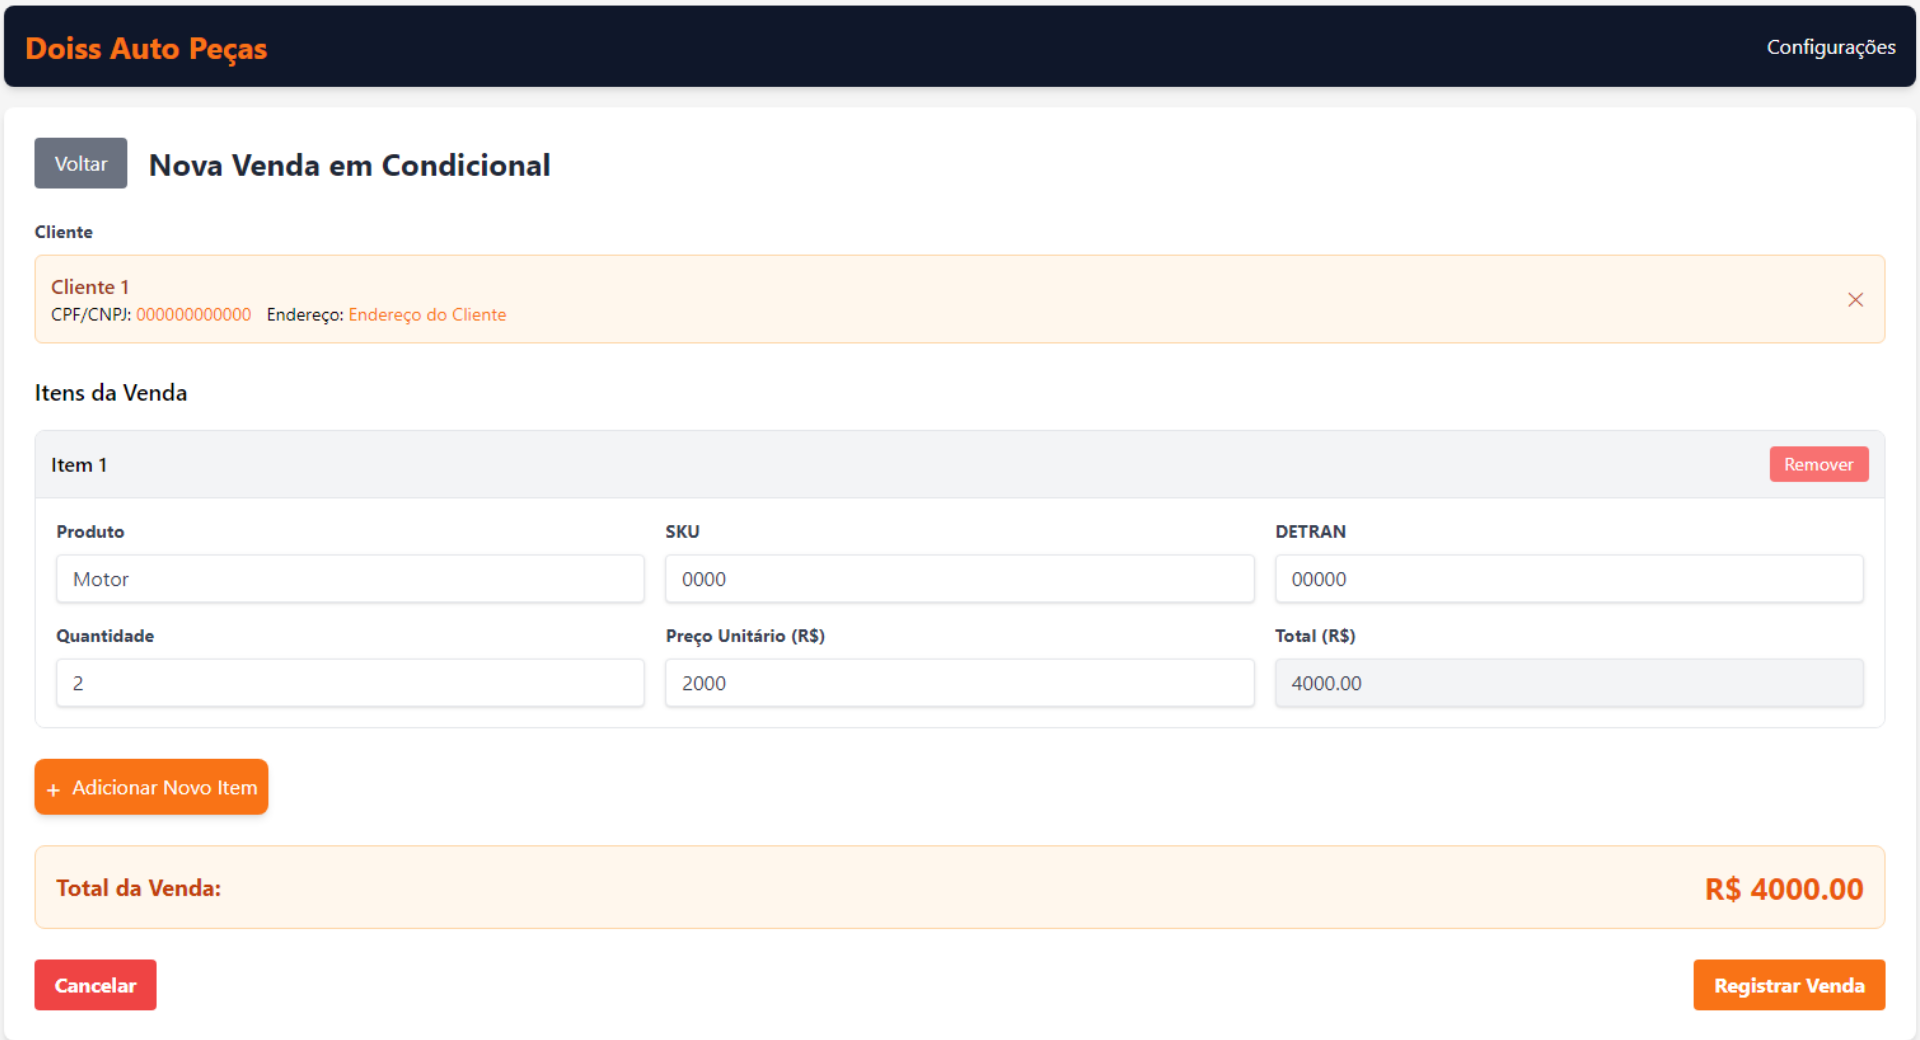 Doiss Auto Peças
Configurações
Voltar
Nova Venda em Condicional
Cliente
Cliente 1
CPF/CNPJ: 000000000000 Endereço: Endereço do Cliente
Itens da Venda
Item 1
Remover
Produto
SKU
DETRAN
Motor
0000
00000
Quantidade
Preço Unitário (R$)
Total (R$)
2
2000
4000.00
+ Adicionar Novo Item
Total da Venda:
R$ 4000.00
Cancelar
Registrar Venda